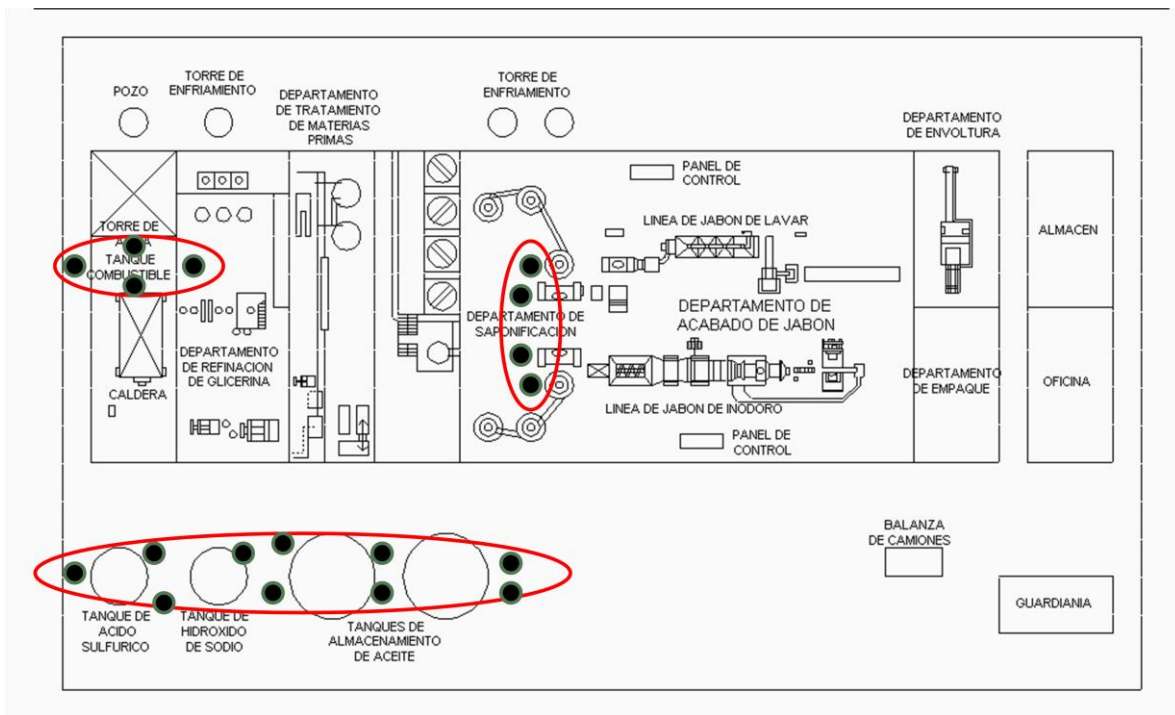 POZO
TORRE DE
ENFRIAMIENTO
DEPARTAMENTO
DE TRATAMIENTO
DE MATERIAS
PRIMAS
TORRE DE
ENFRIAMIENTO
DEPARTAMENTO
DE ENVOLTURA
PANEL DE
CONTROL
LINEA DE JABON DE LAVAR
ALMACEN
TORRE DE
TANQUE
COMBUSTIBLE
DEPARTAMENTO DE
SAPONIFICACION
DEPARTAMENTO DE
ACABADO DE JABON
DEPARTAMENTO
DE REFINACION
DE GLICERINA
CALDERA
DEPARTAMENTO
DE EMPAQUE
OFICINA
LINEA DE JABON DE INODORO
PANEL DE
CONTROL
BALANZA
DE CAMIONES
GUARDIANIA
TANQUE DE
ACIDO
SULFURICO
TANQUE DE
HIDROXIDO
DE SODIO
TANQUES DE
ALMACENAMIENTO
DE ACEITE